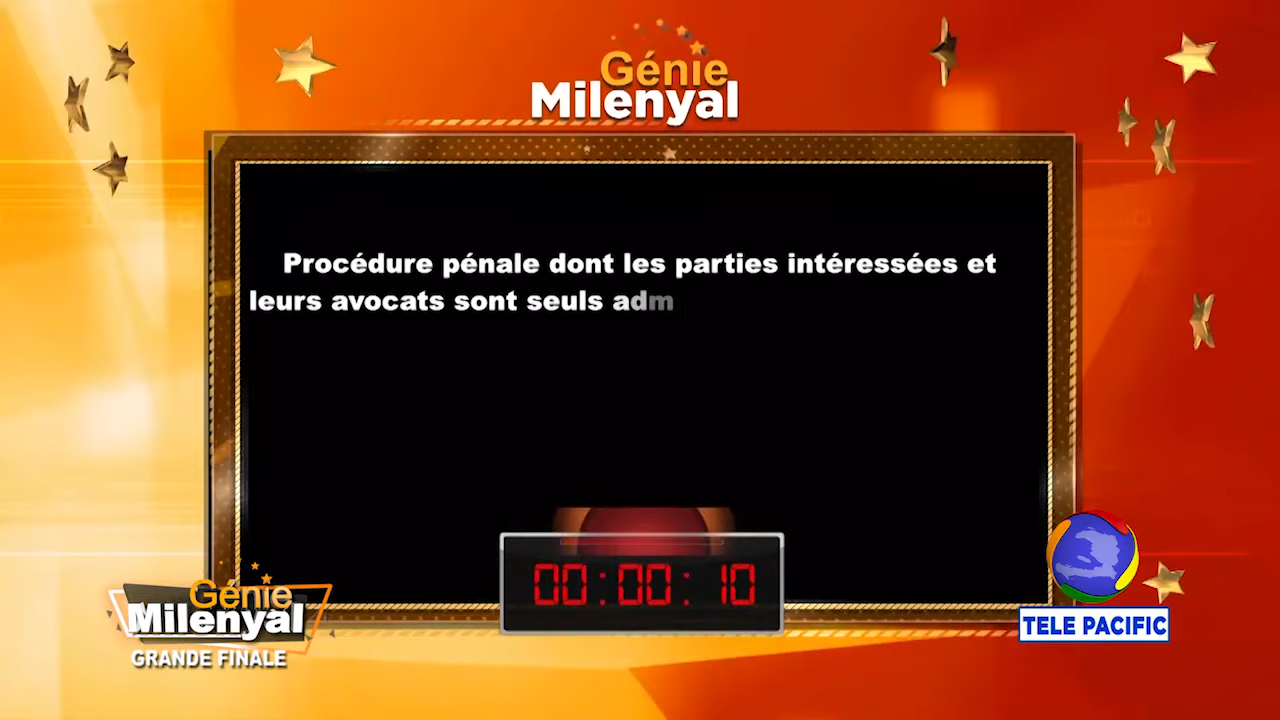 Génie
Milenyal
Procédure pénale dont les parties intéressées et
leurs avocats sont seuls adm
00:00:10
Génie
Milenyal
GRANDE FINALE
TELE PACIFIC